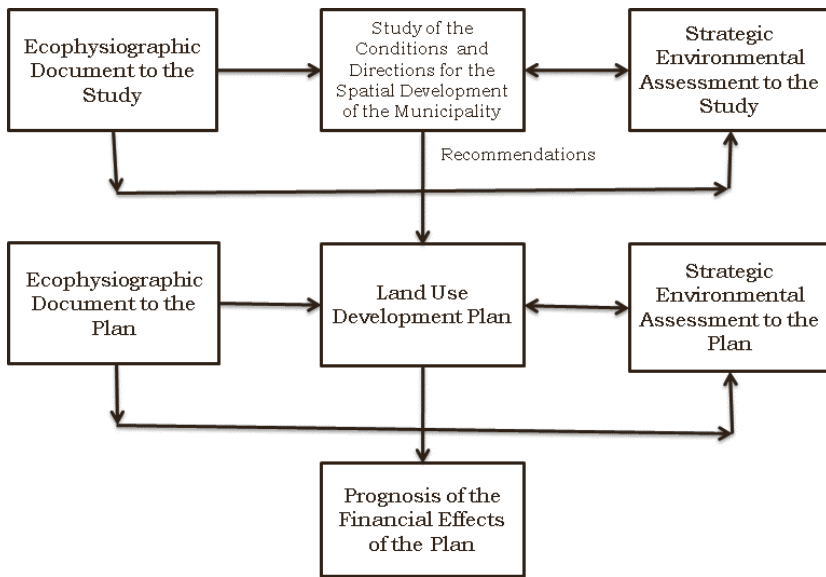 Ecophysiographic
Document to the
Study
Study of the
Conditions and
Directions for the
Spatial Development
of the Municipality
Strategic
Environmental
Assessment to the
Study
Recommendations
Ecophysiographic
Document to the
Plan
Land Use
Development Plan
Strategic
Environmental
Assessment to the
Plan
Prognosis of the
Financial Effects
of the Plan